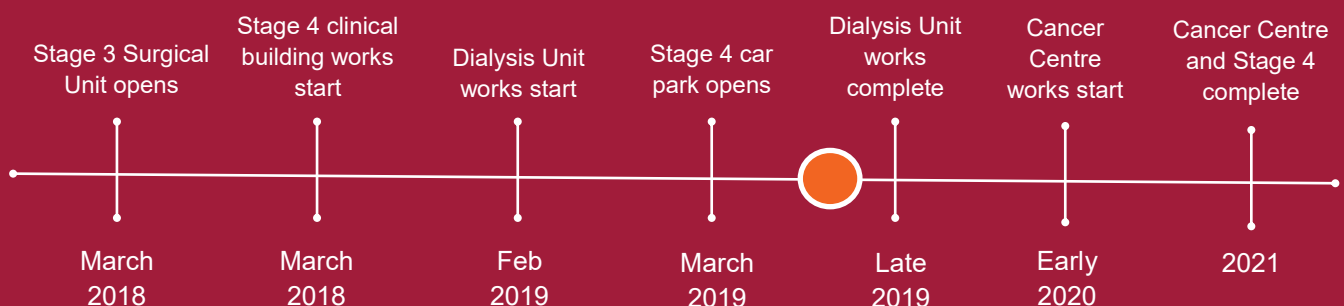 Stage 3 Surgical
Unit opens
Stage 4 clinical
building works
start
Dialysis Unit
works start
Stage 4 car
park opens
Dialysis Unit
works
complete
Cancer
Centre
works start
Cancer Centre
and Stage 4
complete
March
2018
March
2018
Feb
2019
March
2019
Late
2019
Early
2020
2021